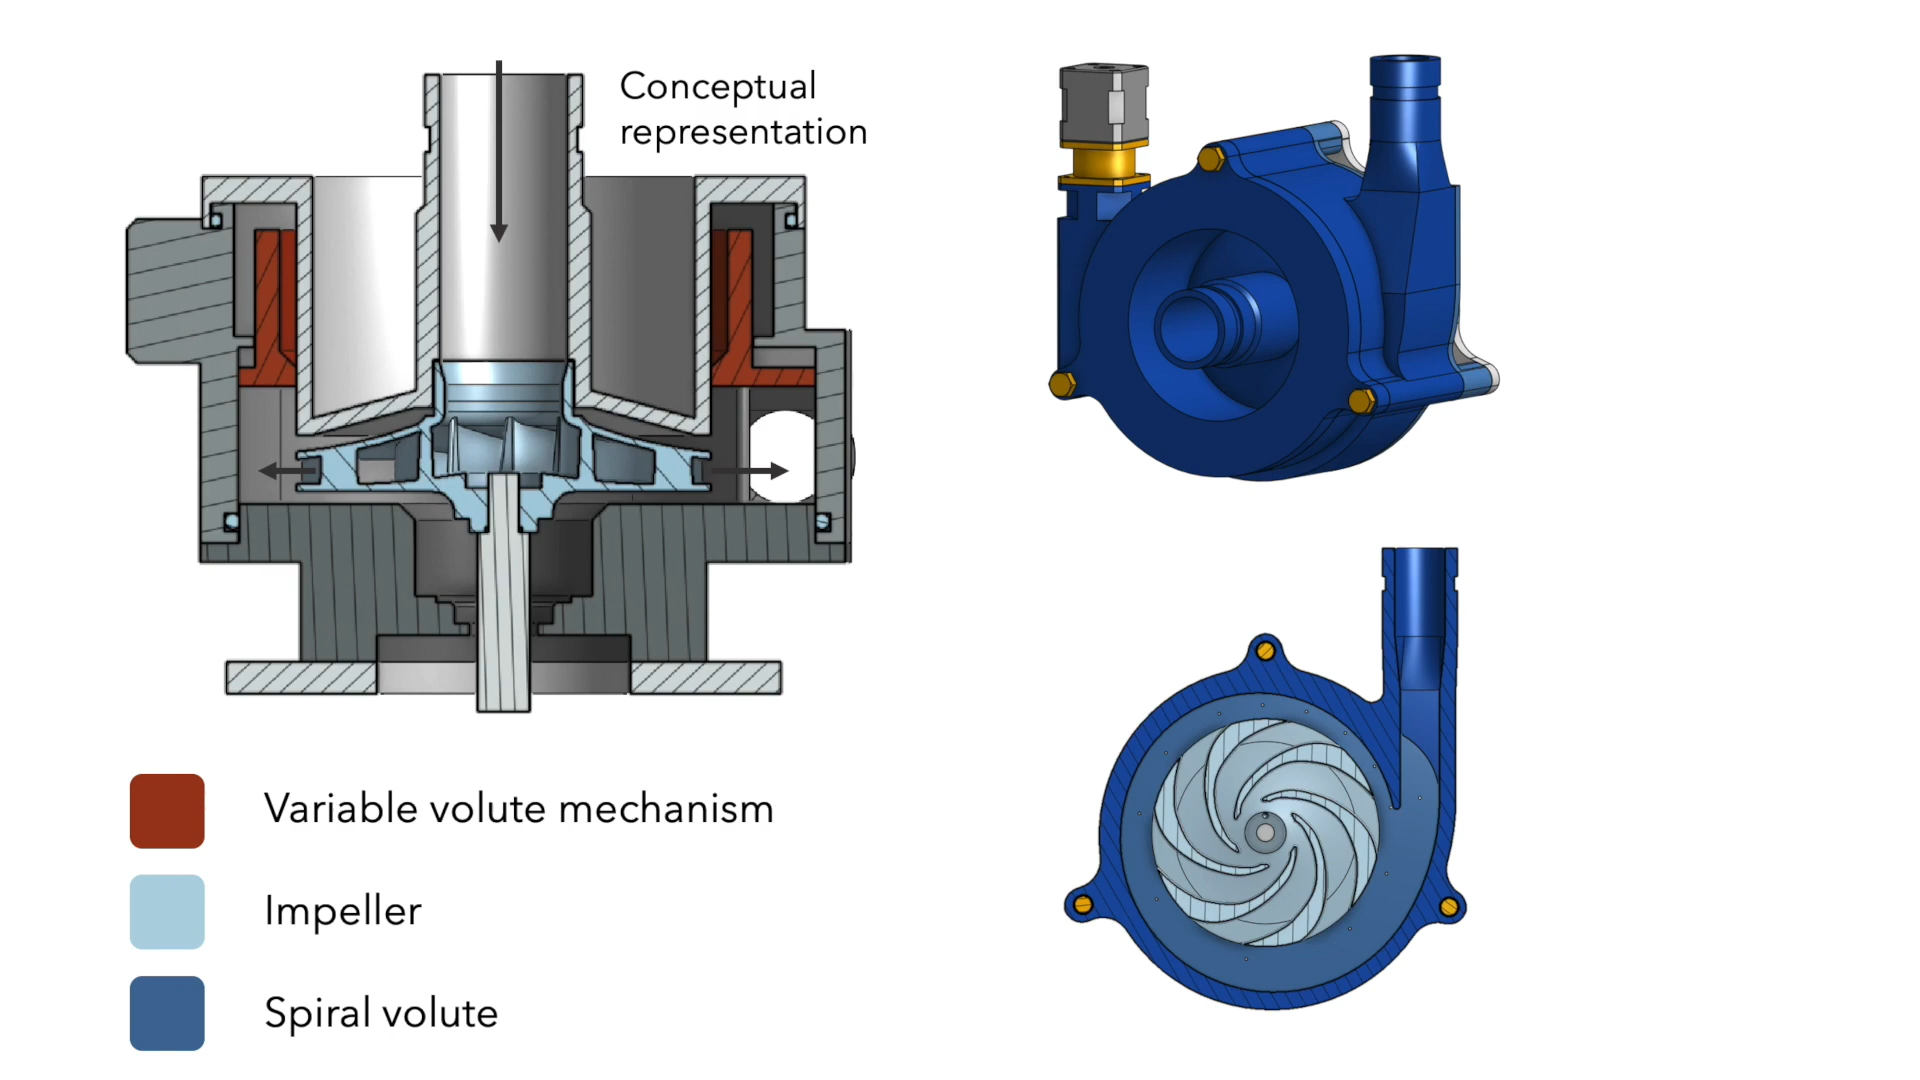 Conceptual
representation
Variable volute mechanism
Impeller
Spiral volute